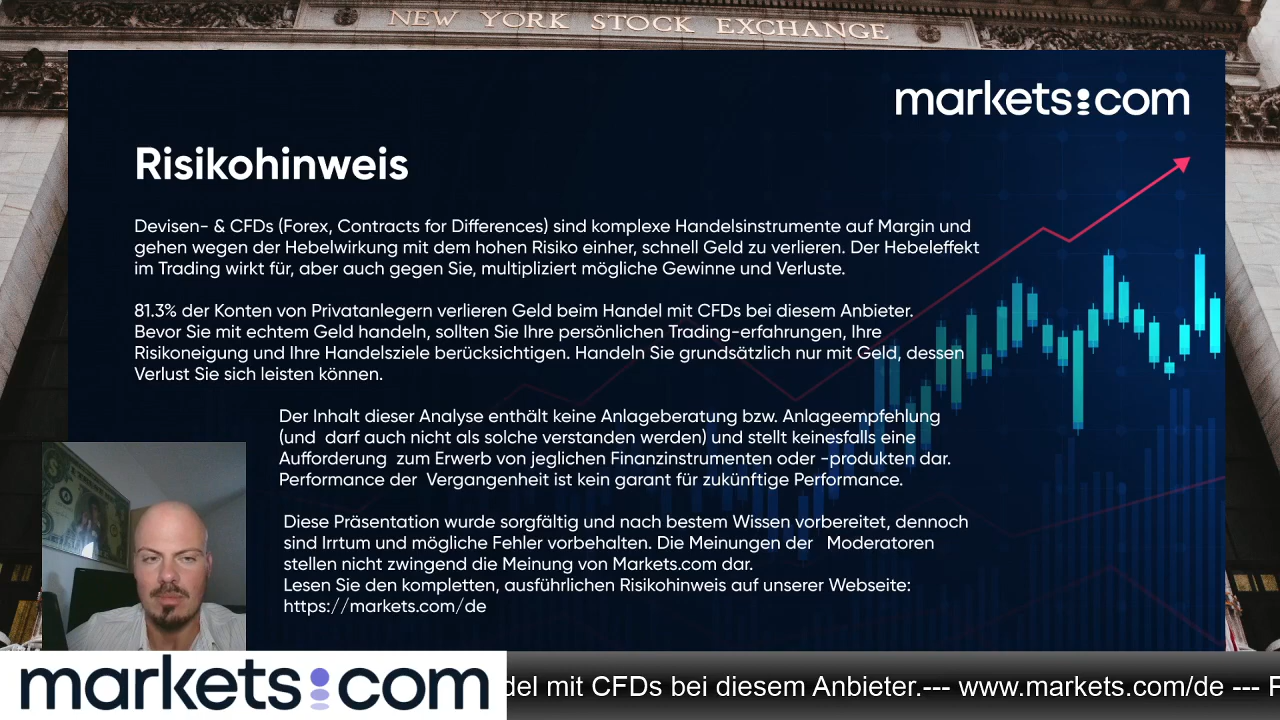 NEW YORK STOCK EXCHANGE
markets:com
Risikohinweis
Devisen- & CFDs (Forex, Contracts for Differences) sind komplexe Handelsinstrumente auf Margin und
gehen wegen der Hebelwirkung mit dem hohen Risiko einher, schnell Geld zu verlieren. Der Hebeleffekt
im Trading wirkt für, aber auch gegen Sie, multipliziert mögliche Gewinne und Verluste.
81.3% der Konten von Privatanlegern verlieren Geld beim Handel mit CFDs bei diesem Anbieter.
Bevor Sie mit echtem Geld handeln, sollten Sie Ihre persönlichen Trading-erfahrungen, Ihre
Risikoneigung und Ihre Handelsziele berücksichtigen. Handeln Sie grundsätzlich nur mit Geld, dessen
Verlust Sie sich leisten können.
Der Inhalt dieser Analyse enthält keine Anlageberatung bzw. Anlageempfehlung
(und darf auch nicht als solche verstanden werden) und stellt keinesfalls eine
Aufforderung zum Erwerb von jeglichen Finanzinstrumenten oder -produkten dar.
Performance der Vergangenheit ist kein garant für zukünftige Performance.
Diese Präsentation wurde sorgfältig und nach bestem Wissen vorbereitet, dennoch
sind Irrtum und mögliche Fehler vorbehalten. Die Meinungen der Moderatoren
stellen nicht zwingend die Meinung von Markets.com dar.
Lesen Sie den kompletten, ausführlichen Risikohinweis auf unserer Webseite:
https://markets.com/de
markets:com
del mit CFDs bei diesem Anbieter.--- www.markets.com/de ---